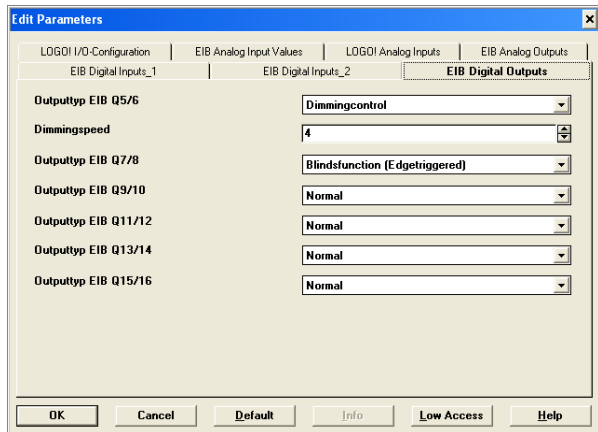 Edit Parameters
LOGO! I/O-Configuration EIB Analog Input Values LOGO! Analog Inputs EIB Analog Outputs
EIB Digital Inputs_1 EIB Digital Inputs_2 EIB Digital Outputs
Outputtyp EIB Q5/6 Dimmingcontrol
Dimmingspeed 4
Outputtyp EIB Q7/8 Blindsfunction (Edgetriggered)
Outputtyp EIB Q9/10 Normal
Outputtyp EIB Q11/12 Normal
Outputtyp EIB Q13/14 Normal
Outputtyp EIB Q15/16 Normal
OK Cancel Default Info Low Access Help